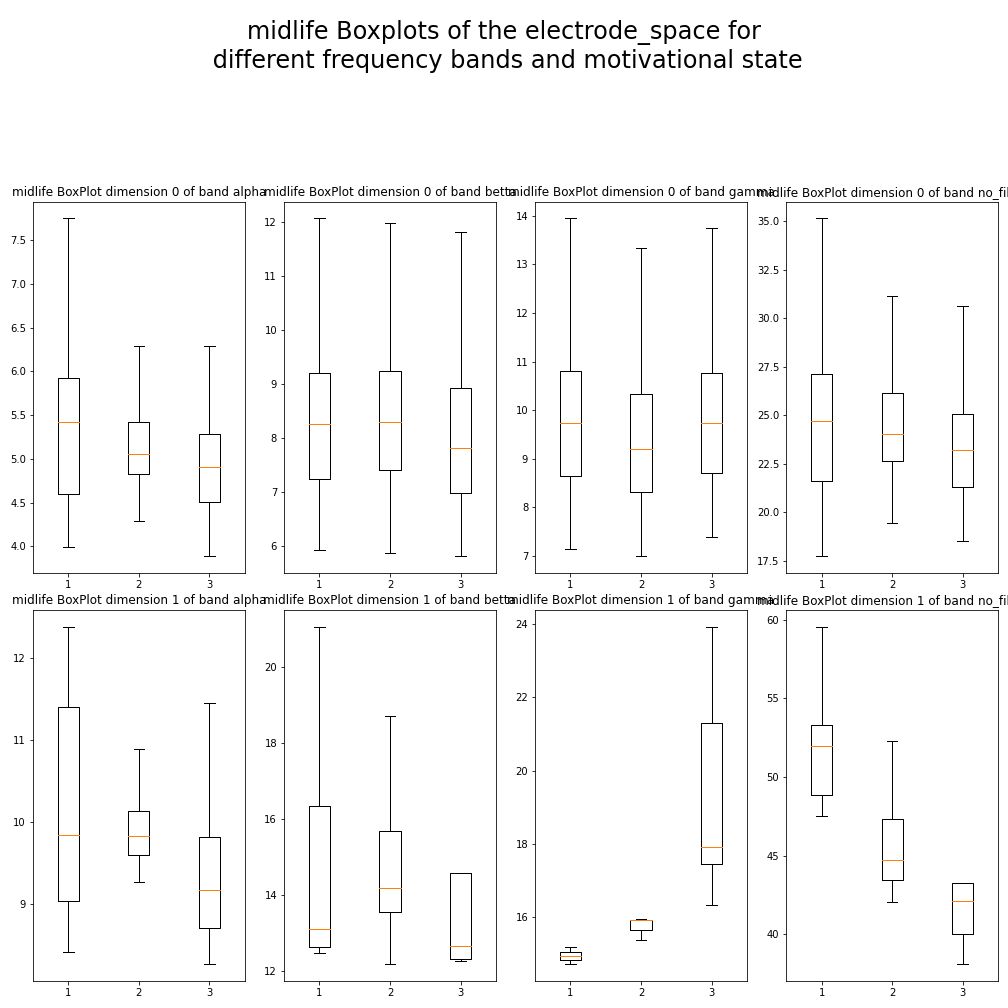 midlife Boxplots of the electrode_space for
different frequency bands and motivational state
midlife BoxPlot dimension 0 of band alpha
midlife BoxPlot dimension 0 of band betta
midlife BoxPlot dimension 0 of band gamma
midlife BoxPlot dimension 0 of band no_fil
7.5
7.0
6.5
6.0
5.5
5.0
4.5
4.0
1 2 3
12
11
10
9
8
7
6
1 2 3
14
13
12
11
10
9
8
7
1 2 3
35.0
32.5
30.0
27.5
25.0
22.5
20.0
17.5
1 2 3
midlife BoxPlot dimension 1 of band alpha
midlife BoxPlot dimension 1 of band betta
midlife BoxPlot dimension 1 of band gamma
midlife BoxPlot dimension 1 of band no_fil
12
11
10
9
1 2 3
20
18
16
14
12
1 2 3
24
22
20
18
16
1 2 3
60
55
50
45
40
1 2 3